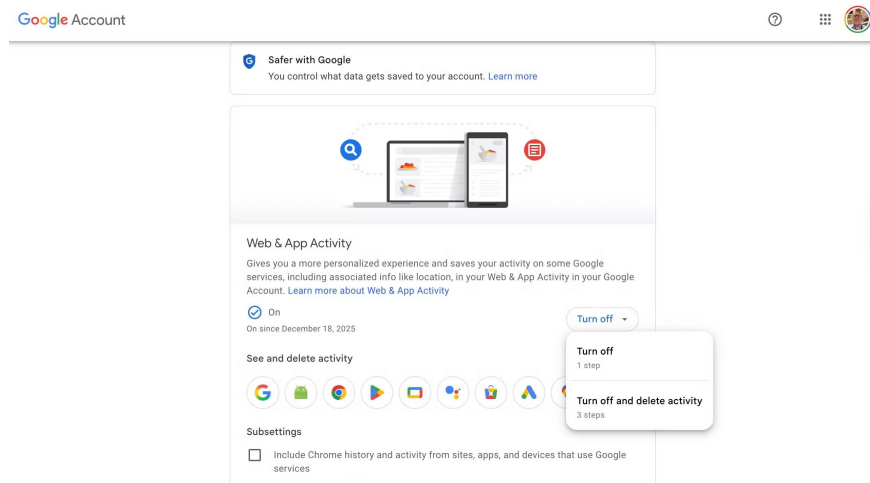 Google Account
Safer with Google
You control what data gets saved to your account. Learn more
Web & App Activity
Gives you a more personalized experience and saves your activity on some Google
services, including associated info like location, in your Web & App Activity in your Google
Account. Learn more about Web & App Activity
On
On since December 18, 2025
Turn off
Turn off
1 step
Turn off and delete activity
3 steps
See and delete activity
Subsettings
Include Chrome history and activity from sites, apps, and devices that use Google
services